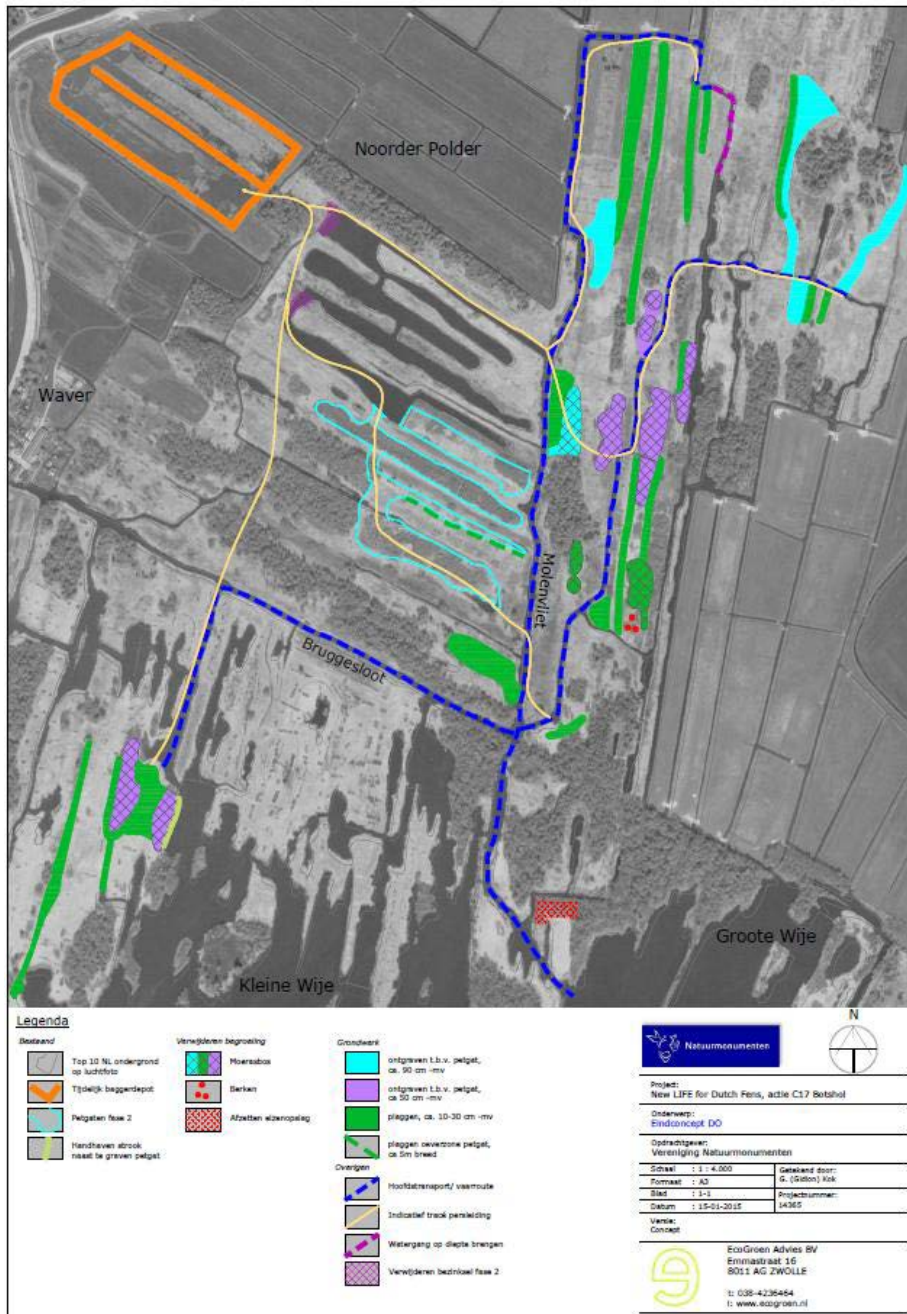 Noorder Polder
Waver
Molenvliet
Bruggesloot
Groote Wije
Kleine Wije
Legenda
Bestaand
Top 10 NL ondergrond
op luchtfoto
Tijdelijk baggerdepot
Petgaten fase 2
Handhaven strook
naast te graven petgat
Verwijderen begroeiing
Moerasbos
Berken
Afzetten elzenopslag
Grondwerk
ontgraven t.b.v. petgat,
ca. 90 cm -mv
ontgraven t.b.v. petgat,
ca 50 cm -mv
plaggen, ca. 10-30 cm -mv
plaggen oeverzone petgat,
ca 5m breed
Overigen
Hoofdtransport/ vaarroute
Indicatief tracé persleiding
Watergang op diepte brengen
Verwijderen bezinksel fase 2
Natuurmonumenten
N
Project:
New LIFE for Dutch Fens, actie C17 Botshol
Onderwerp:
Eindconcept DO
Opdrachtgever:
Vereniging Natuurmonumenten
Schaal : 1 : 4.000
Formaat : A3
Blad : 1-1
Datum : 15-01-2015
Getekend door:
G. (Gidion) Kok
Projectnummer:
14365
Versie:
Concept
EcoGroen Advies BV
Emmastraat 16
8011 AG ZWOLLE
t: 038-4236464
i: www.ecogroen.nl